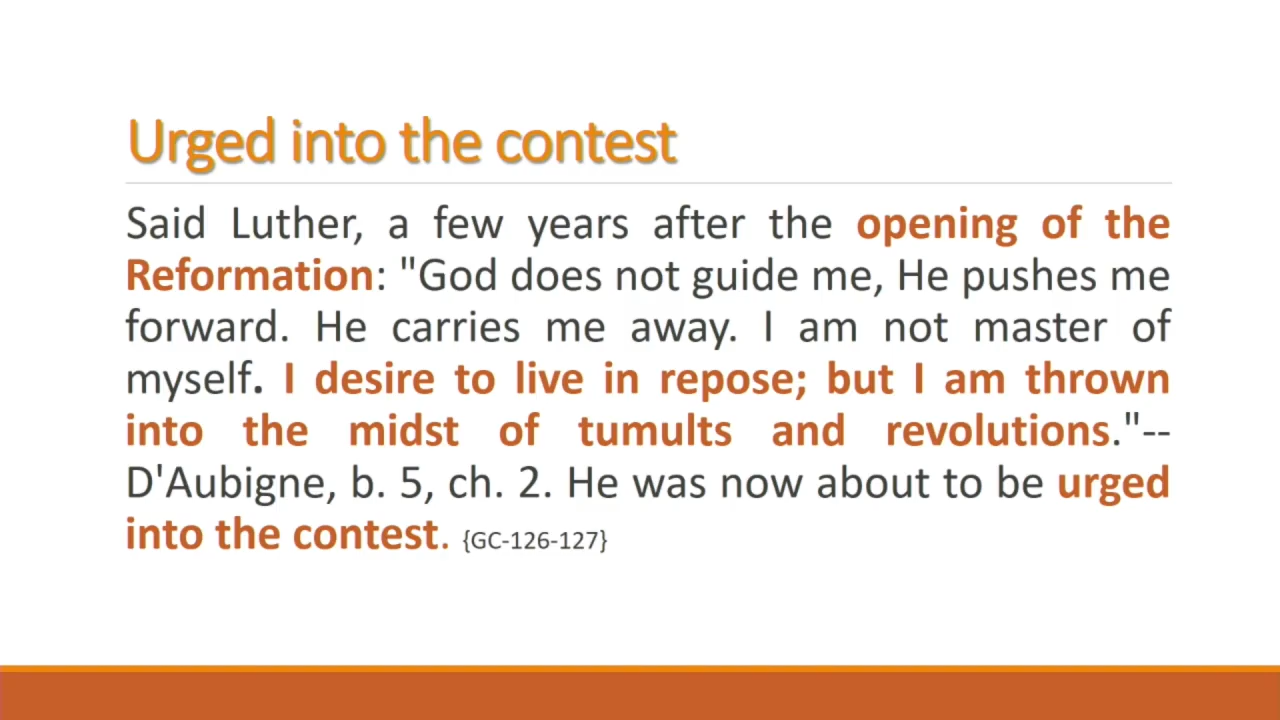 Urged into the contest
Said Luther, a few years after the opening of the
Reformation: "God does not guide me, He pushes me
forward. He carries me away. I am not master of
myself. I desire to live in repose; but I am thrown
into the midst of tumults and revolutions."--
D'Aubigne, b. 5, ch. 2. He was now about to be urged
into the contest. {GC-126-127}